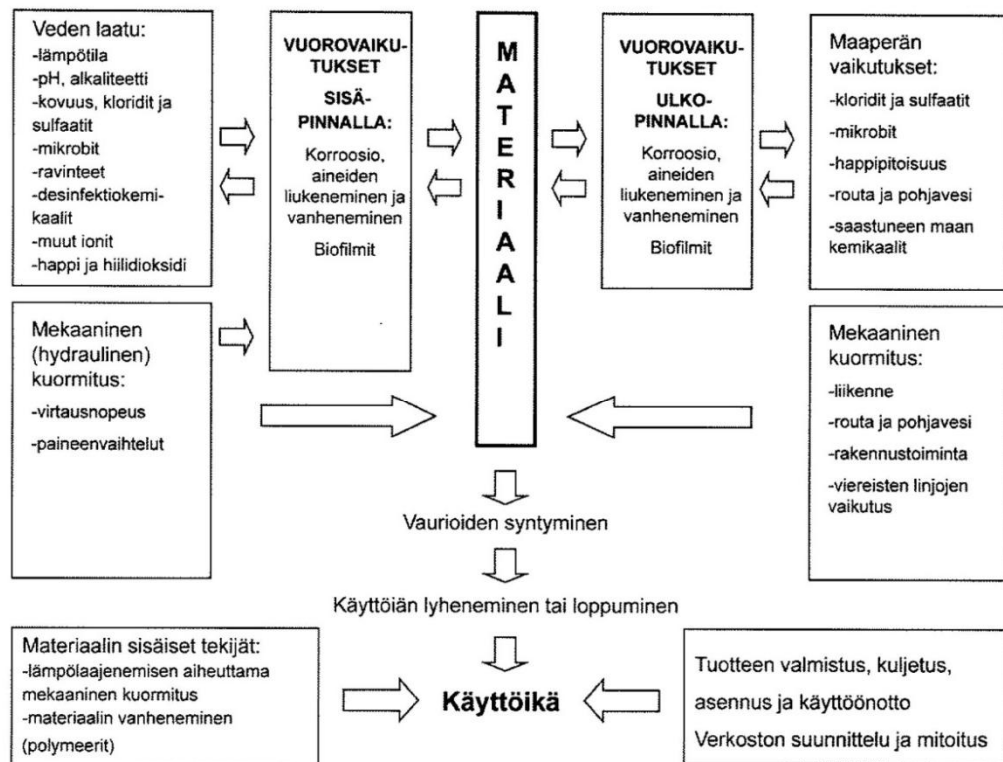 Veden laatu:
-lämpötila
-pH, alkaliteetti
-kovuus, kloridit ja
sulfaatit
-mikrobit
-ravinteet
-desinfektiokemi-
kaalit
-muut ionit
-happi ja hiilidioksidi
Mekaaninen
(hydraulinen)
kuormitus:
-virtausnopeus
-paineenvaihtelut
VUOROVAIKU-
TUKSET
SISÄ-
PINNALLA:
Korroosio,
aineiden
liukeneminen ja
vanheneminen
Biofilmit
M
A
T
E
R
I
A
A
L
I
VUOROVAIKU-
TUKSET
ULKO-
PINNALLA:
Korroosio,
aineiden
liukeneminen ja
vanheneminen
Biofilmit
Maaperän
vaikutukset:
-kloridit ja sulfaatit
-mikrobit
-happipitoisuus
-routa ja pohjavesi
-saastuneen maan
kemikaalit
Mekaaninen
kuormitus:
-liikenne
-routa ja pohjavesi
-rakennustoiminta
-viereisten linjojen
vaikutus
Vaurioiden syntyminen
Käyttöiän lyheneminen tai loppuminen
Materiaalin sisäiset tekijät:
-lämpölaajenemisen aiheuttama
mekaaninen kuormitus
-materiaalin vanheneminen
(polymeerit)
Käyttöikä
Tuotteen valmistus, kuljetus,
asennus ja käyttöönotto
Verkoston suunnittelu ja mitoitus